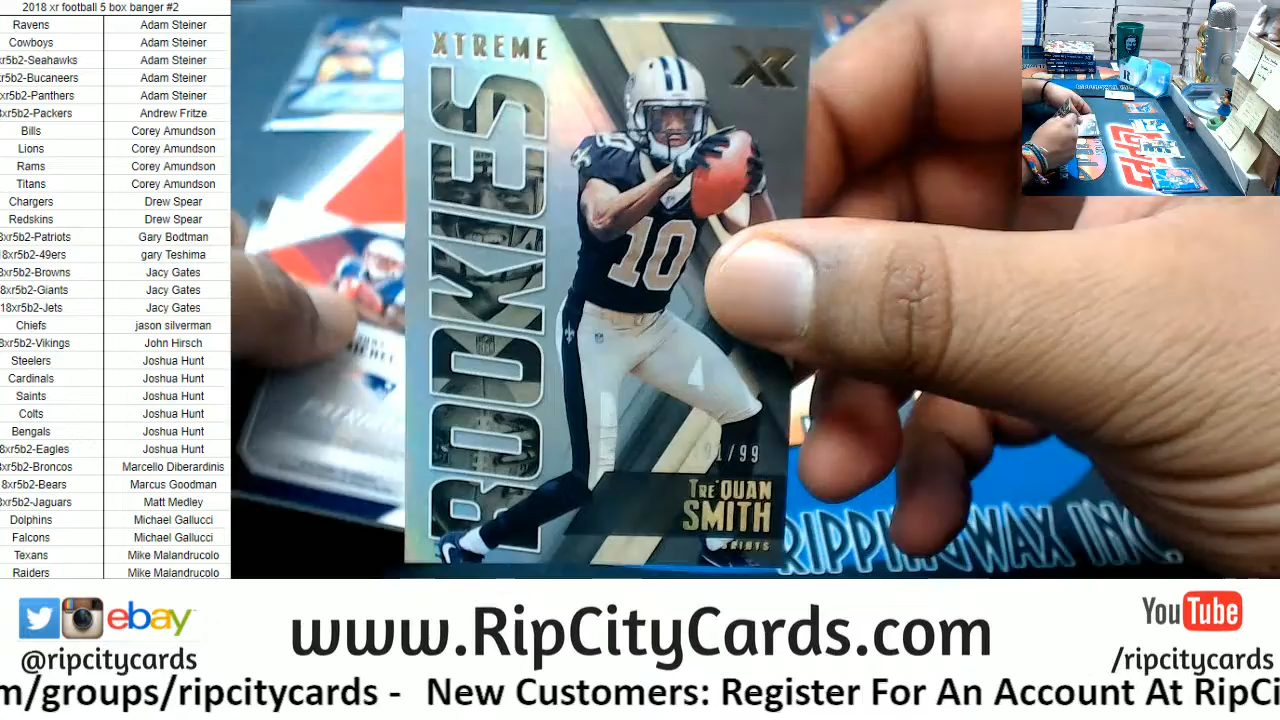 2018 xr football 5 box banger #2
Ravens Adam Steiner
Cowboys Adam Steiner
xr5b2-Seahawks Adam Steiner
xr5b2-Bucaneers Adam Steiner
xr5b2-Panthers Adam Steiner
xr5b2-Packers Andrew Fritze
Bills Corey Amundson
Lions Corey Amundson
Rams Corey Amundson
Titans Corey Amundson
Chargers Drew Spear
Redskins Drew Spear
8xr5b2-Patriots Gary Bodtman
18xr5b2-49ers gary Teshima
8xr5b2-Browns Jacy Gates
8xr5b2-Giants Jacy Gates
18xr5b2-Jets Jacy Gates
Chiefs jason silverman
8xr5b2-Vikings John Hirsch
Steelers Joshua Hunt
Cardinals Joshua Hunt
Saints Joshua Hunt
Colts Joshua Hunt
Bengals Joshua Hunt
8xr5b2-Eagles Joshua Hunt
xr5b2-Broncos Marcello Diberardinis
8xr5b2-Bears Marcus Goodman
8xr5b2-Jaguars Matt Medley
Dolphins Michael Gallucci
Falcons Michael Gallucci
Texans Mike Malandrucolo
Raiders Mike Malandrucolo
XTREME
ROOKIES
XR
10
10
/99
TRE'QUAN
SMITH
SAINTS
RIPPINGWAX INC.
ebay
@ripcitycards
www.RipCityCards.com
YouTube
/ripcitycards
m/groups/ripcitycards - New Customers: Register For An Account At RipCi